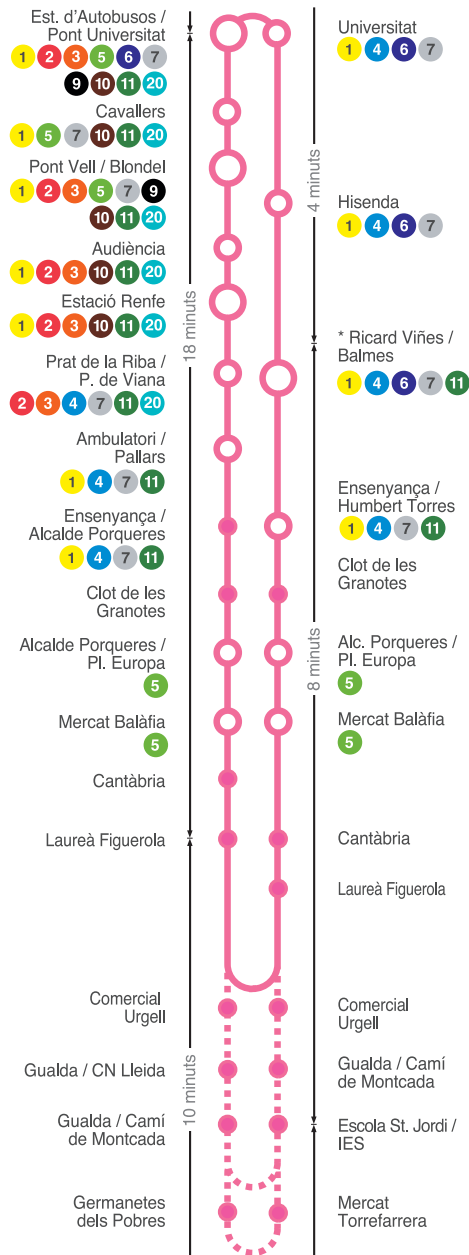 Est. d'Autobusos /
Pont Universitat
1 2 3 5 6 7
9 10 11 20
Cavallers
1 5 7 10 11 20
Pont Vell / Blondel
1 2 3 5 7 9
10 11 20
Audiència
1 2 3 10 11 20
Estació Renfe
1 2 3 10 11 20
Prat de la Riba /
P. de Viana
2 3 4 7 11 20
Ambulatori /
Pallars
1 4 7 11
Ensenyança /
Alcalde Porqueres
1 4 7 11
Clot de les
Granotes
Alcalde Porqueres /
Pl. Europa
5
Mercat Balàfia
5
Cantàbria
Laureà Figuerola
Comercial
Urgell
Gualda / CN Lleida
Gualda / Camí
de Montcada
Germanetes
dels Pobres
18 minuts
10 minuts
4 minuts
8 minuts
Universitat
1 4 6 7
Hisenda
1 4 6 7
* Ricard Viñes /
Balmes
1 4 6 7 11
Ensenyança /
Humbert Torres
1 4 7 11
Clot de les
Granotes
Alc. Porqueres /
Pl. Europa
5
Mercat Balàfia
5
Cantàbria
Laureà Figuerola
Comercial
Urgell
Gualda / Camí
de Montcada
Escola St. Jordi /
IES
Mercat
Torrefarrera